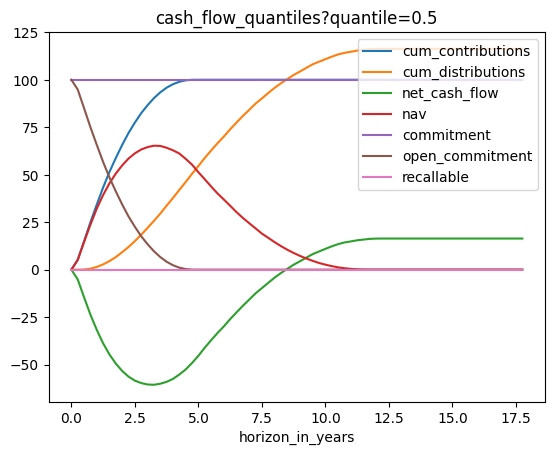 cash_flow_quantiles?quantile=0.5
125
100
75
50
25
0
−25
−50
cum_contributions
cum_distributions
net_cash_flow
nav
commitment
open_commitment
recallable
0.0 2.5 5.0 7.5 10.0 12.5 15.0 17.5
horizon_in_years